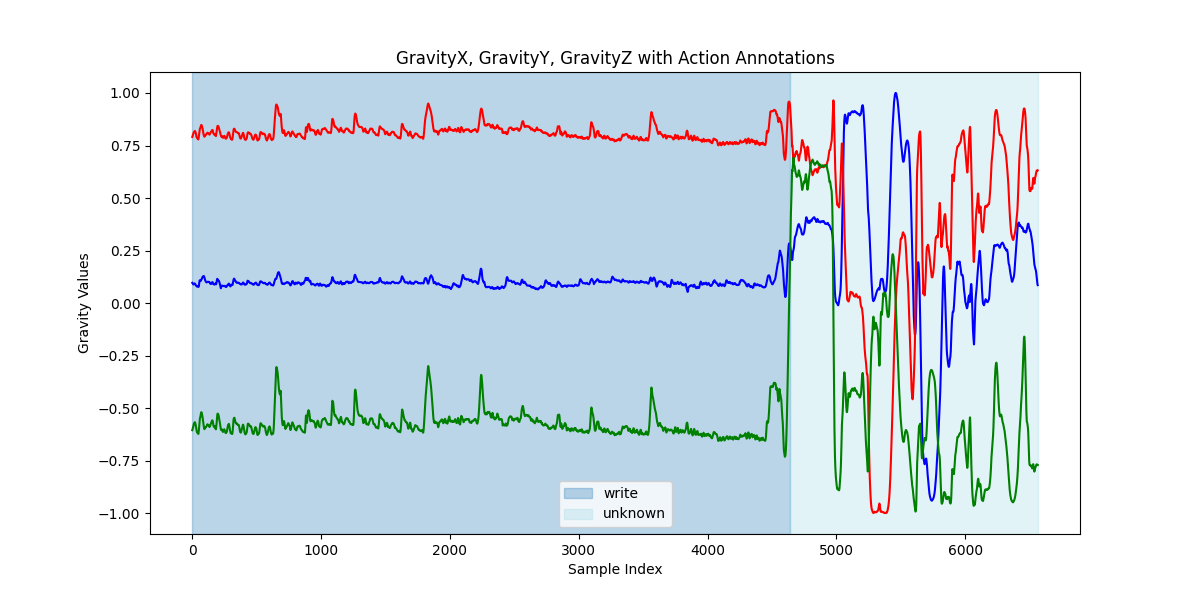 GravityX, GravityY, GravityZ with Action Annotations
Gravity Values
1.00
0.75
0.50
0.25
0.00
−0.25
−0.50
−0.75
−1.00
write
unknown
0 1000 2000 3000 4000 5000 6000
Sample Index